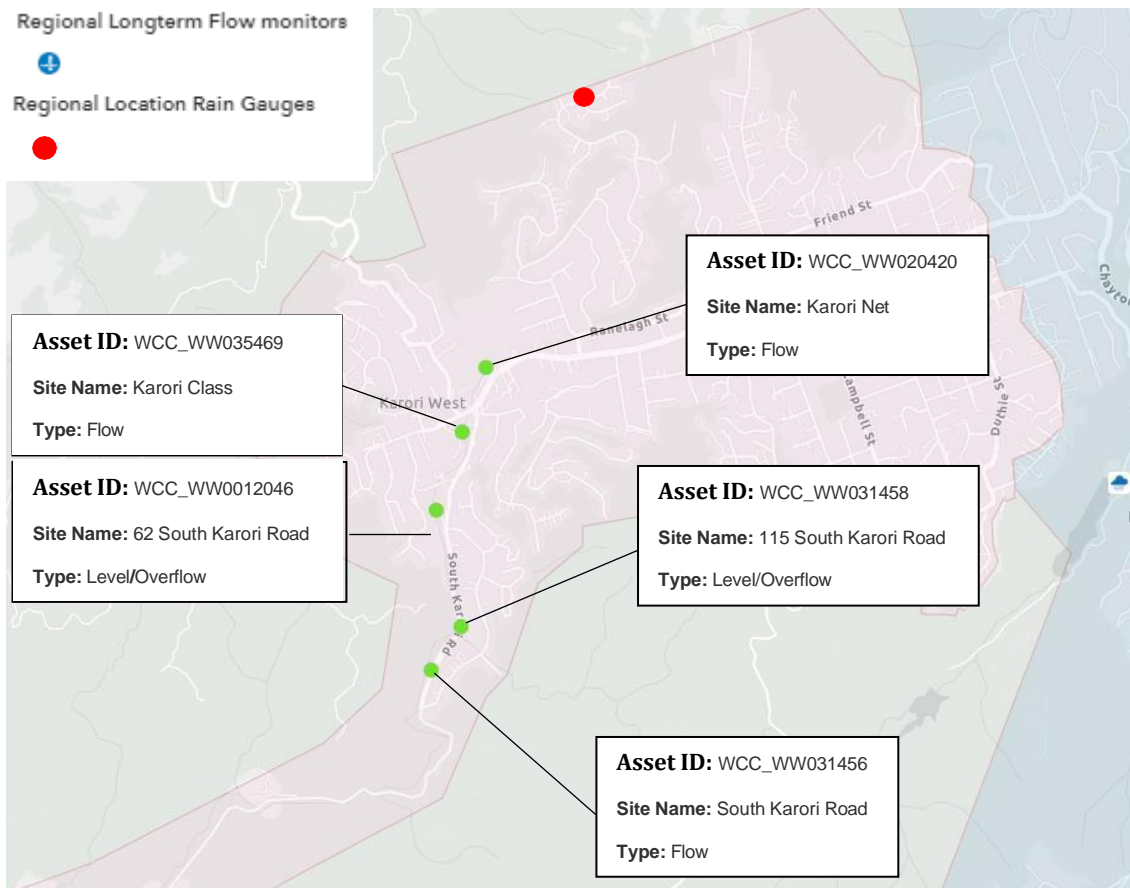 Regional Longterm Flow monitors
Regional Location Rain Gauges
Friend St
Chayto
Asset ID: WCC_WW020420
Site Name: Karori Net
Type: Flow
Ranelagh St
Asset ID: WCC_WW035469
Site Name: Karori Class
Type: Flow
Karori West
Campbell St
Duthie St
Asset ID: WCC_WW0012046
Site Name: 62 South Karori Road
Type: Level/Overflow
Asset ID: WCC_WW031458
Site Name: 115 South Karori Road
Type: Level/Overflow
South Karori Rd
Asset ID: WCC_WW031456
Site Name: South Karori Road
Type: Flow